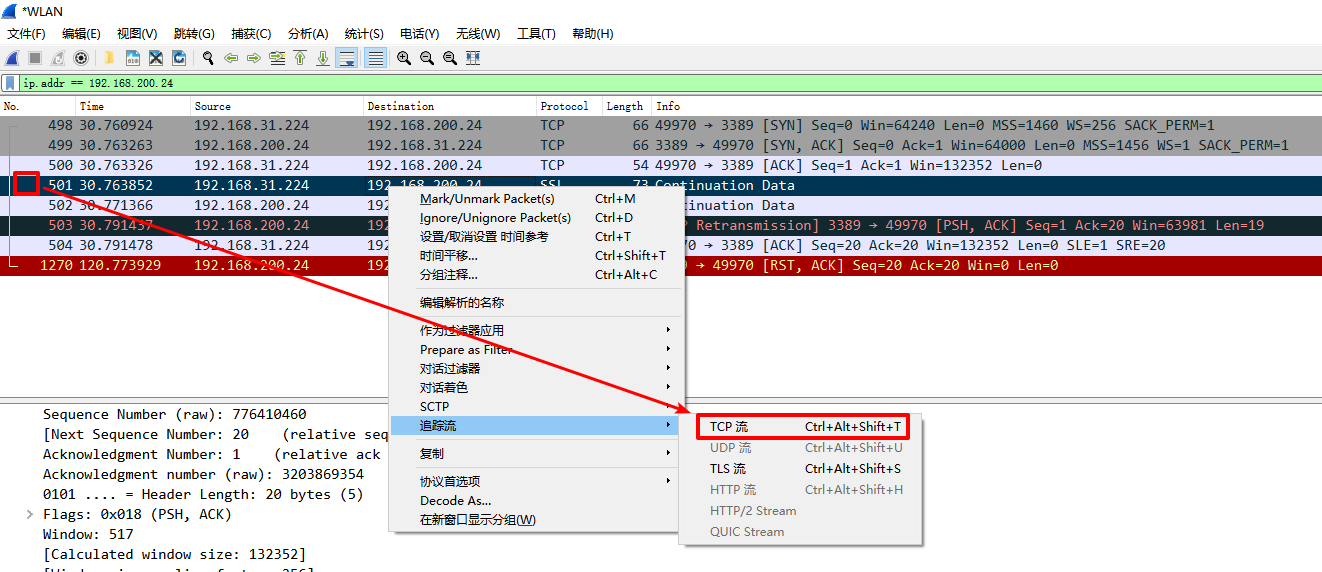 *WLAN
文件(F) 编辑(E) 视图(V) 跳转(G) 捕获(C) 分析(A) 统计(S) 电话(Y) 无线(W) 工具(T) 帮助(H)
ip.addr == 192.168.200.24
No. Time Source Destination Protocol Length Info
498 30.760924 192.168.31.224 192.168.200.24 TCP 66 49970 → 3389 [SYN] Seq=0 Win=64240 Len=0 MSS=1460 WS=256 SACK_PERM=1
499 30.763263 192.168.200.24 192.168.31.224 TCP 66 3389 → 49970 [SYN, ACK] Seq=0 Ack=1 Win=64000 Len=0 MSS=1456 WS=1 SACK_PERM=1
500 30.763326 192.168.31.224 192.168.200.24 TCP 54 49970 → 3389 [ACK] Seq=1 Ack=1 Win=132352 Len=0
501 30.763852 192.168.31.224 192.168.200.24 SSL 73 Continuation Data
502 30.771366 192.168.200.24 192 inuation Data
503 30.791437 192.168.200.24 192 Retransmission] 3389 → 49970 [PSH, ACK] Seq=1 Ack=20 Win=63981 Len=19
504 30.791478 192.168.31.224 192 → 3389 [ACK] Seq=20 Ack=20 Win=132352 Len=0 SLE=1 SRE=20
1270 120.773929 192.168.200.24 192 → 49970 [RST, ACK] Seq=20 Ack=20 Win=0 Len=0
Mark/Unmark Packet(s) Ctrl+M
Ignore/Unignore Packet(s) Ctrl+D
设置/取消设置 时间参考 Ctrl+T
时间平移... Ctrl+Shift+T
分组注释... Ctrl+Alt+C
编辑解析的名称
作为过滤器应用
Prepare as Filter
对话过滤器
对话着色
SCTP
追踪流
复制
协议首选项
Decode As...
在新窗口显示分组(W)
TCP 流 Ctrl+Alt+Shift+T
UDP 流 Ctrl+Alt+Shift+U
TLS 流 Ctrl+Alt+Shift+S
HTTP 流 Ctrl+Alt+Shift+H
HTTP/2 Stream
QUIC Stream
Sequence Number (raw): 776410460
[Next Sequence Number: 20 (relative seq
Acknowledgment Number: 1 (relative ack
Acknowledgment number (raw): 3203869354
0101 .... = Header Length: 20 bytes (5)
Flags: 0x018 (PSH, ACK)
Window: 517
[Calculated window size: 132352]